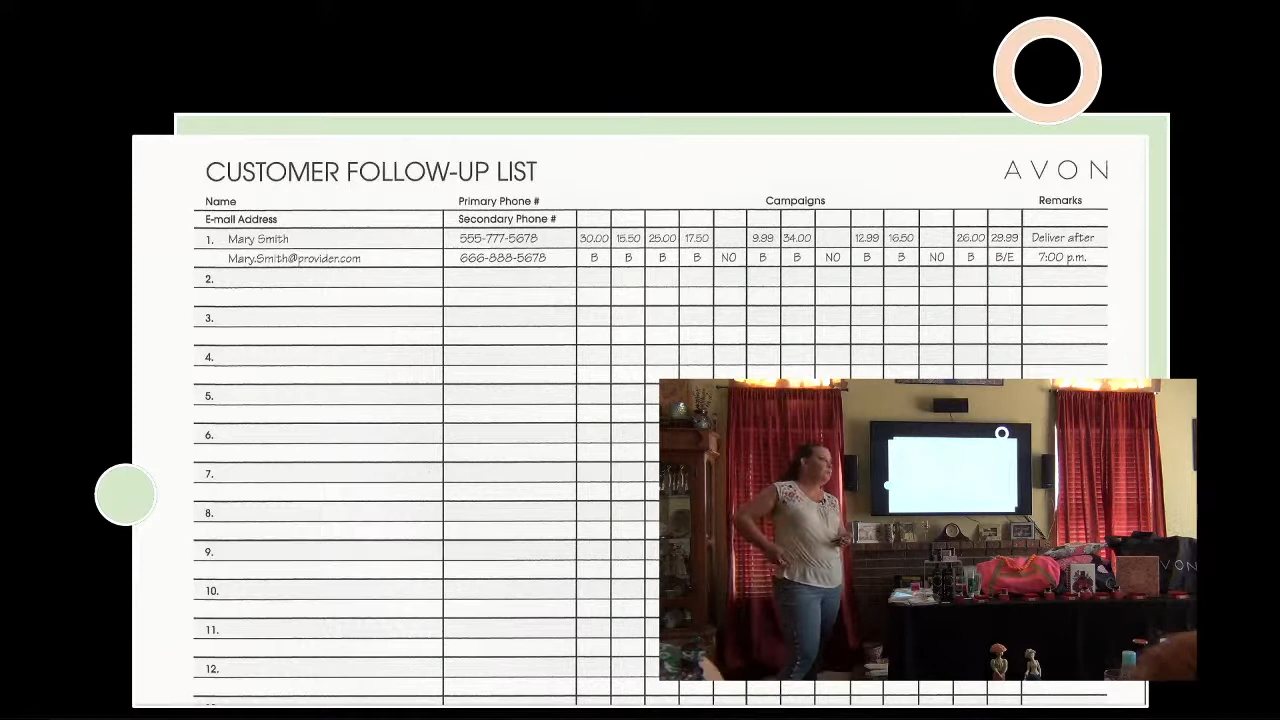 CUSTOMER FOLLOW-UP LIST AVON
Name Primary Phone # Campaigns Remarks
E-mail Address Secondary Phone #
1. Mary Smith 555-777-5678 30.00 15.50 25.00 17.50 9.99 34.00 12.99 16.50 26.00 29.99 Deliver after
Mary.Smith@provider.com 666-888-5678 B B B B NO B B NO B B NO B B/E 7:00 p.m.
2.
3.
4.
5.
6.
7.
8.
9.
10.
11.
12.
VON